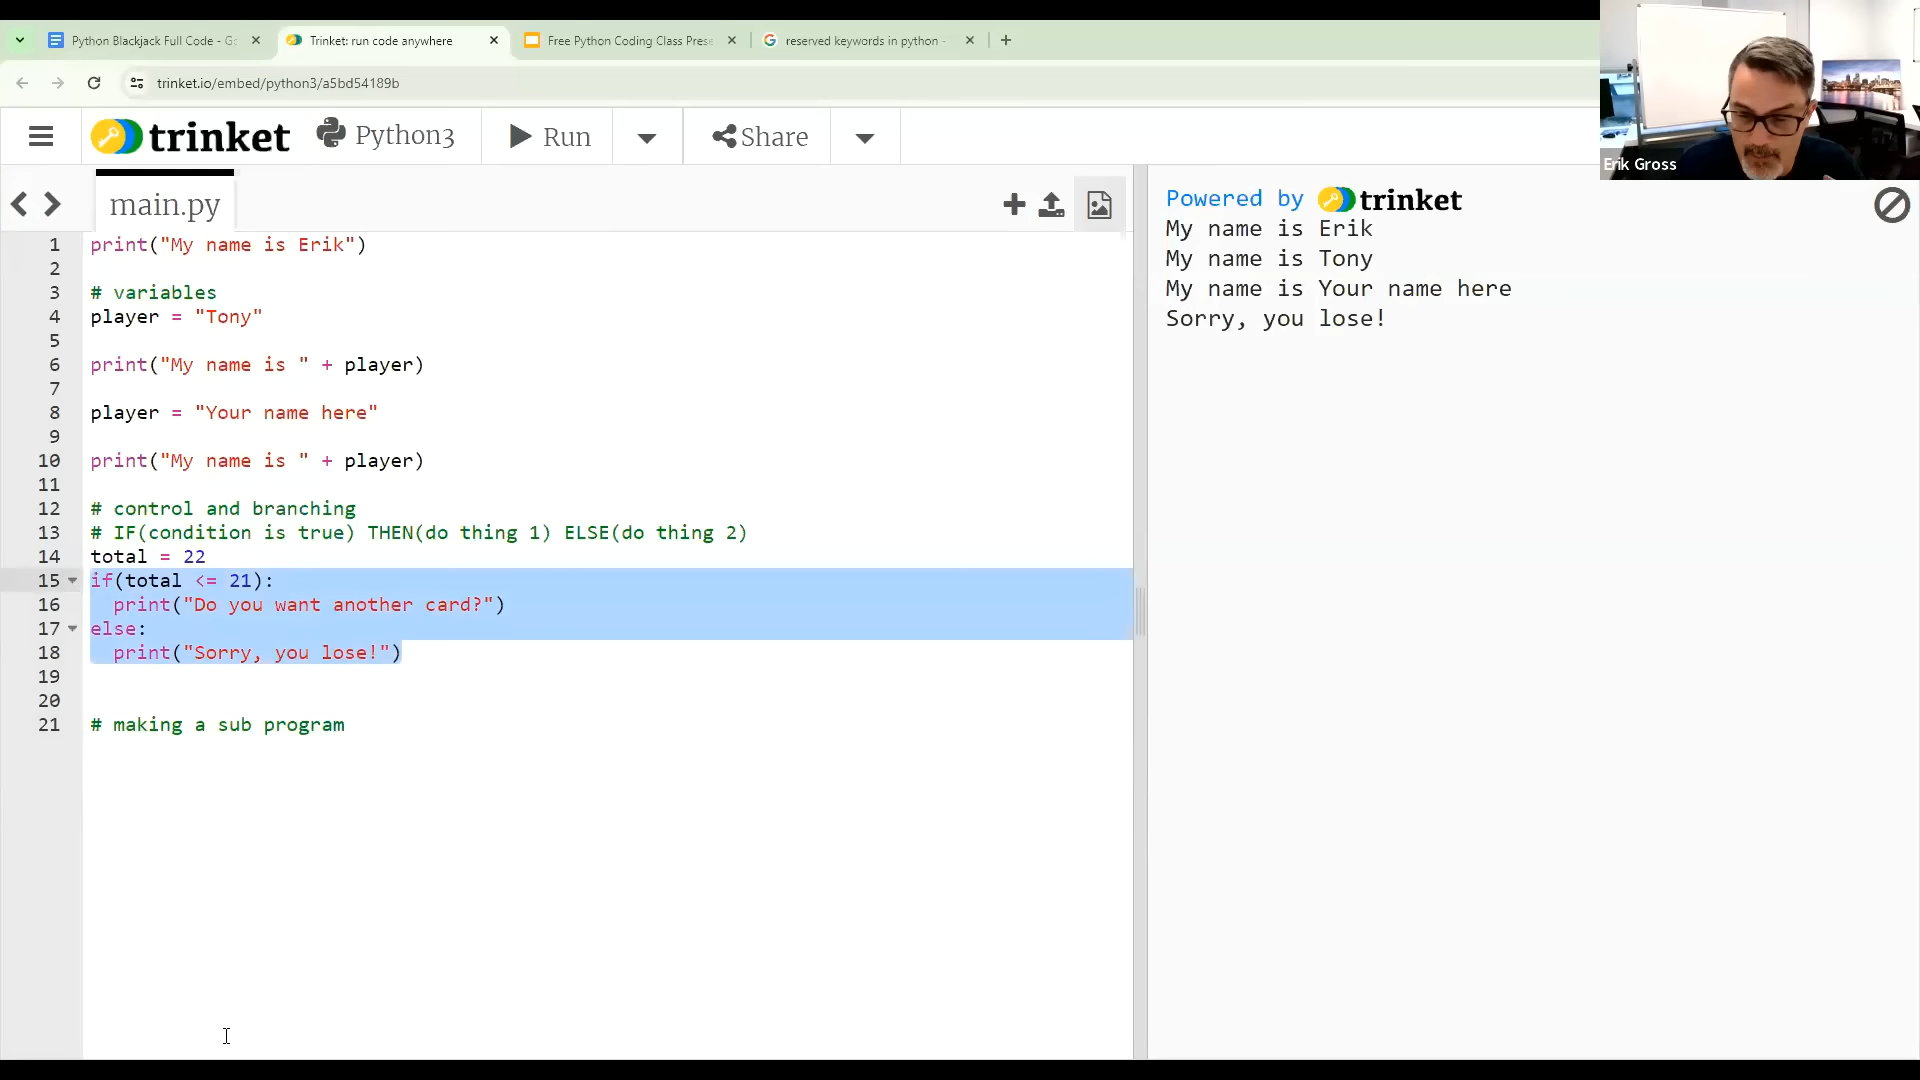 Python Blackjack Full Code - Go
Trinket: run code anywhere
Free Python Coding Class Prese
reserved keywords in python -
trinket.io/embed/python3/a5bd54189b
trinket
Python3
Run
Share
Erik Gross
main.py
1 print("My name is Erik")
2
3 # variables
4 player = "Tony"
5
6 print("My name is " + player)
7
8 player = "Your name here"
9
10 print("My name is " + player)
11
12 # control and branching
13 # IF(condition is true) THEN(do thing 1) ELSE(do thing 2)
14 total = 22
15 if(total <= 21):
16   print("Do you want another card?")
17 else:
18   print("Sorry, you lose!")
19
20
21 # making a sub program
Powered by trinket
My name is Erik
My name is Tony
My name is Your name here
Sorry, you lose!